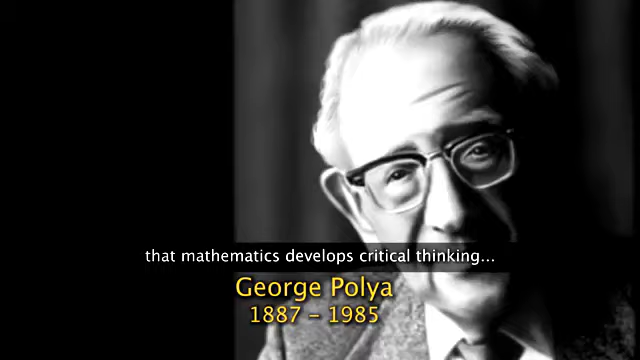 that mathematics develops critical thinking...
George Polya
1887 – 1985